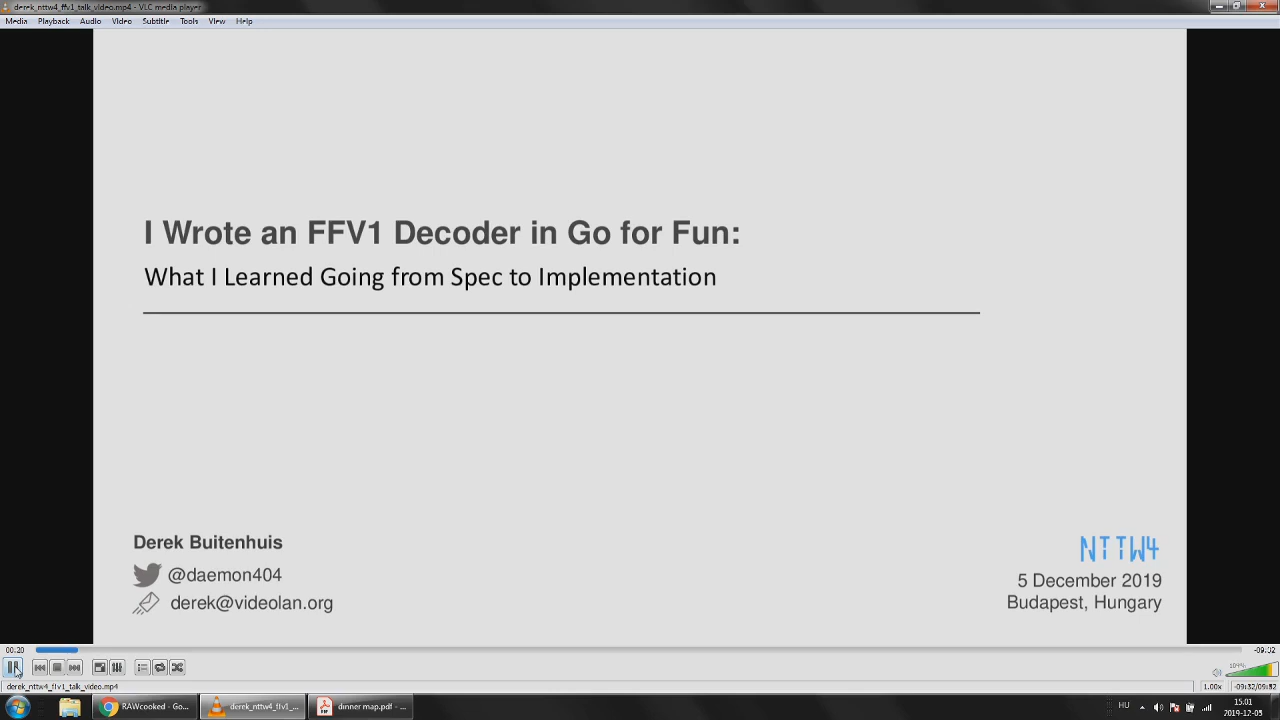 derek_nttw4_ffv1_talk_video.mp4 - VLC media player
Media Playback Audio Video Subtitle Tools View Help
I Wrote an FFV1 Decoder in Go for Fun:
What I Learned Going from Spec to Implementation
Derek Buitenhuis
@daemon404
derek@videolan.org
NTTW4
5 December 2019
Budapest, Hungary
00:20
derek_nttw4_ffv1_talk_video.mp4
1.00x
RAWcooked - Go...
derek_nttw4_ffv1_...
dinner map.pdf - ...
HU
15:01
2019-12-05